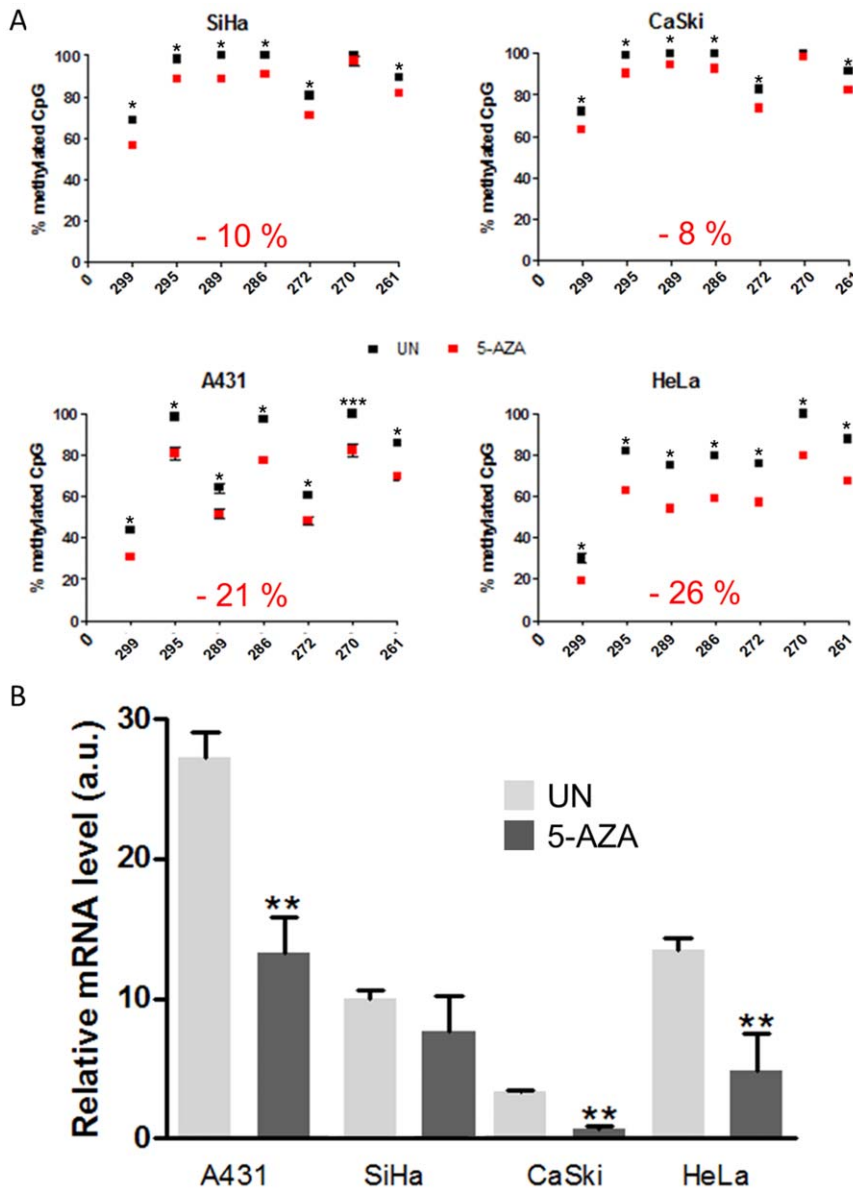 A
SiHa
CaSki
% methylated CpG
100
80
60
40
20
0
* * * * * *
- 10 %
0 299 295 289 286 272 270 261
% methylated CpG
100
80
60
40
20
0
* * * * * *
- 8 %
0 299 295 289 286 272 270 261
UN 5-AZA
A431
HeLa
% methylated CpG
100
80
60
40
20
0
* * * * * *** *
- 21 %
0 299 295 289 286 272 270 261
% methylated CpG
100
80
60
40
20
0
* * * * * * *
- 26 %
0 299 295 289 286 272 270 261
B
Relative mRNA level (a.u.)
30
20
10
0
UN
5-AZA
** ** **
A431 SiHa CaSki HeLa